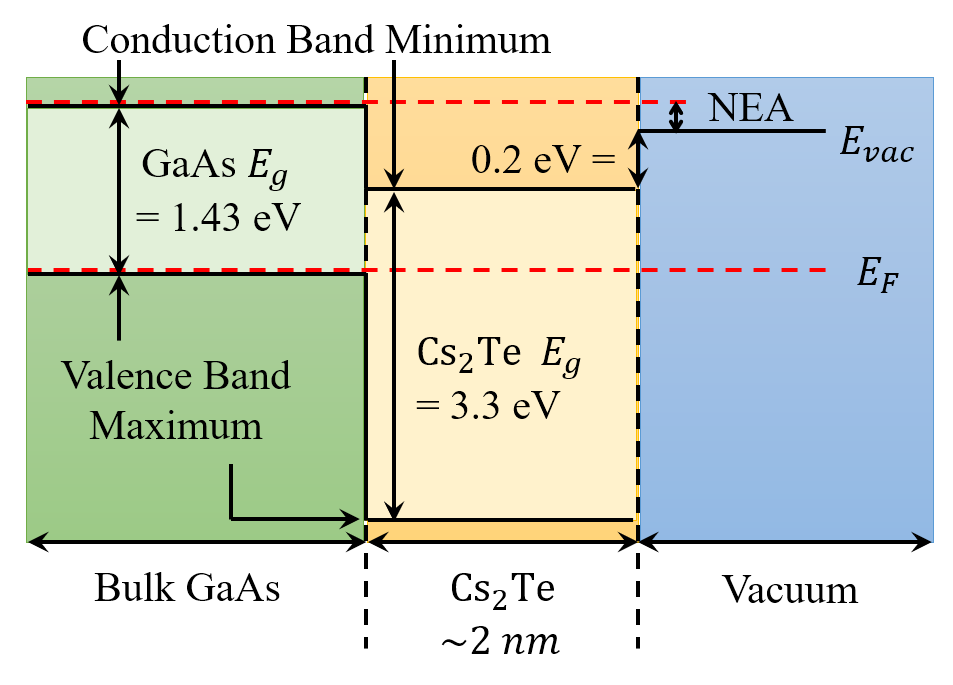 Conduction Band Minimum
NEA
GaAs E_g
= 1.43 eV
0.2 eV =
E_vac
E_F
Cs₂Te E_g
= 3.3 eV
Valence Band
Maximum
Bulk GaAs
Cs₂Te
~2 nm
Vacuum